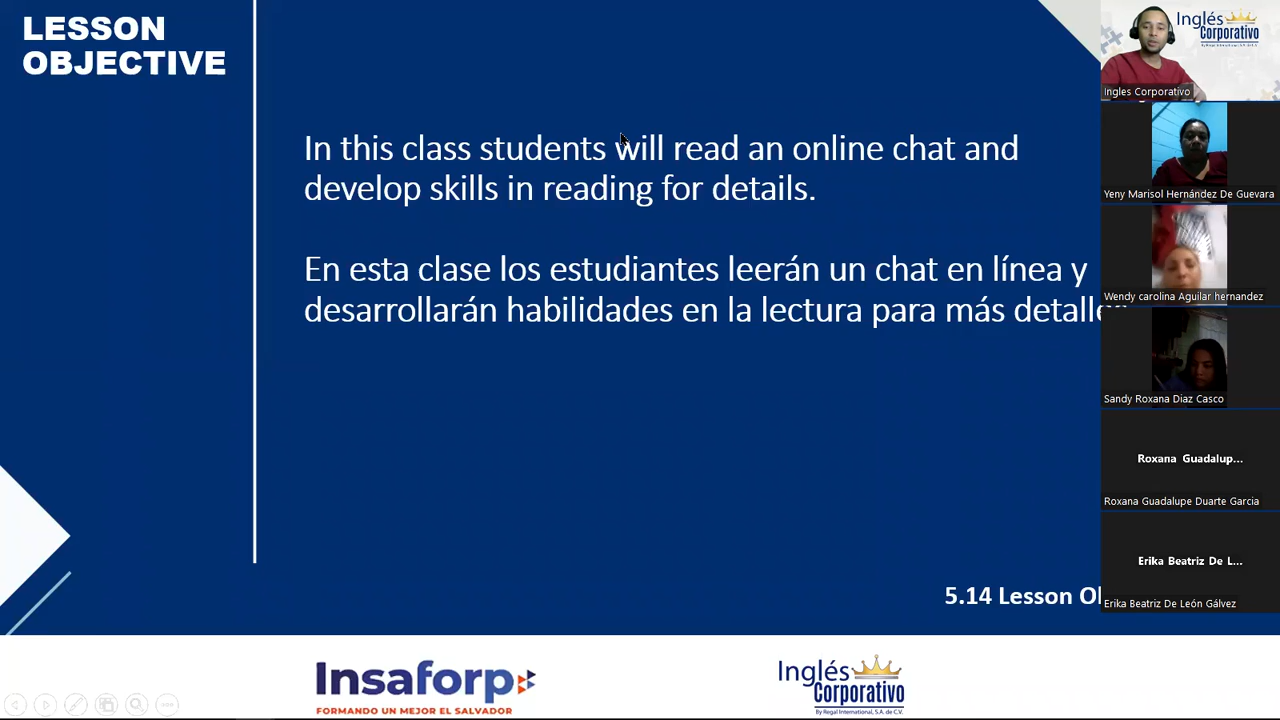 LESSON
OBJECTIVE
In this class students will read an online chat and
develop skills in reading for details.
En esta clase los estudiantes leerán un chat en línea y
desarrollarán habilidades en la lectura para más
5.14 Lesson
Insaforp
FORMANDO UN MEJOR EL SALVADOR
Inglés
Corporativo
By Regal International, S.A. de C.V.
Inglés
Corporativo
Ingles Corporativo
Yeny Marisol Hernández De Guevara
Wendy carolina Aguilar hernandez
Sandy Roxana Diaz Casco
Roxana Guadalup...
Roxana Guadalupe Duarte Garcia
Erika Beatriz De L...
Erika Beatriz De León Gálvez